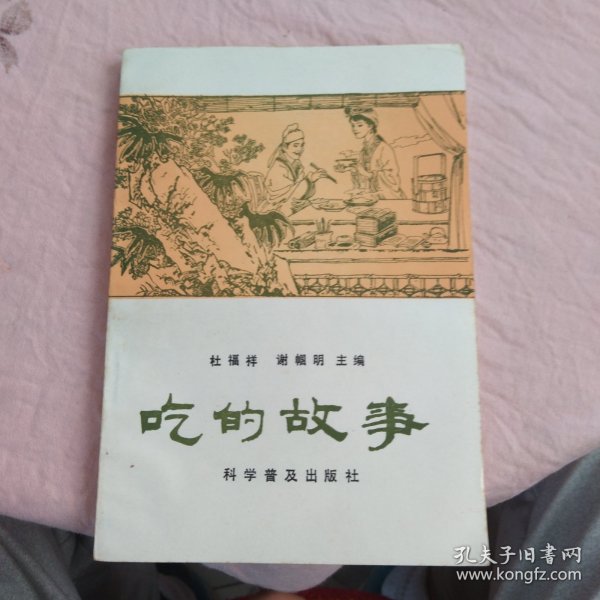 杜福祥 谢帼明 主编
吃的故事
科学普及出版社
孔夫子旧书网
www.kongfz.com